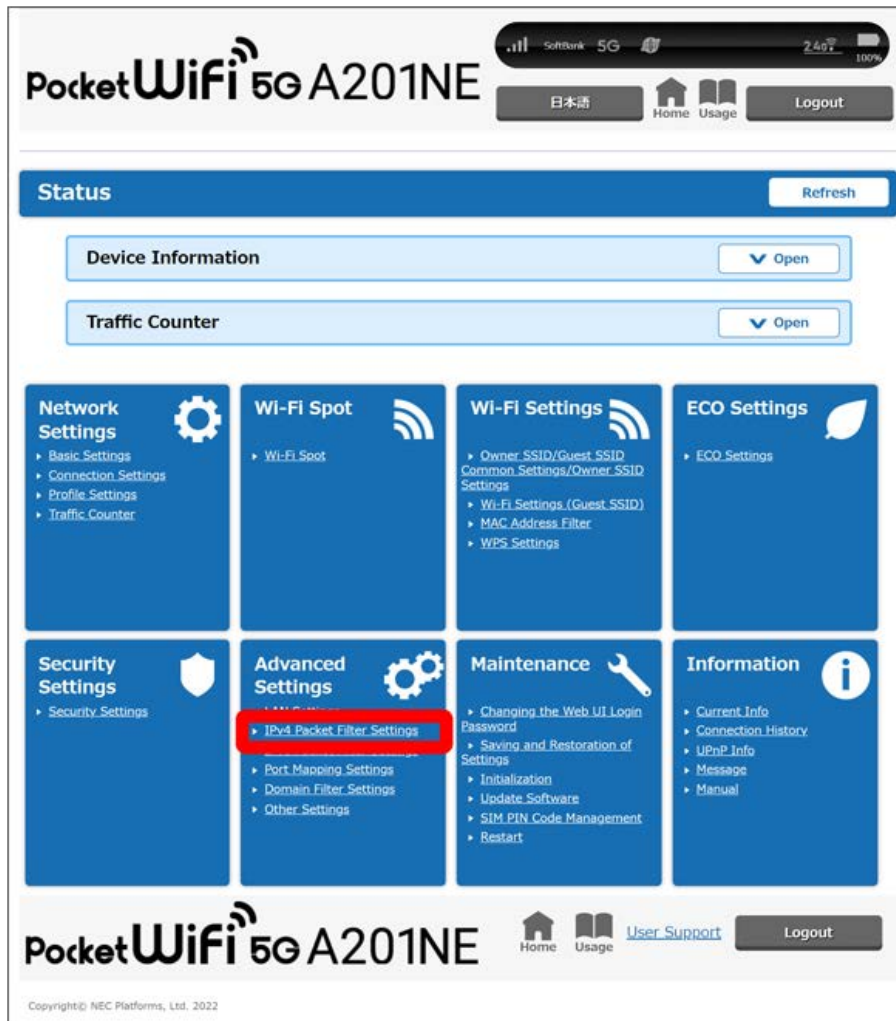 SoftBank 5G 2.4G
100%
Pocket WiFi 5G A201NE
日本語
Home
Usage
Logout
Status
Refresh
Device Information
Open
Traffic Counter
Open
Network
Settings
Basic Settings
Connection Settings
Profile Settings
Traffic Counter
Wi-Fi Spot
Wi-Fi Spot
Wi-Fi Settings
Owner SSID/Guest SSID
Common Settings/Owner SSID
Settings
Wi-Fi Settings (Guest SSID)
MAC Address Filter
WPS Settings
ECO Settings
ECO Settings
Security
Settings
Security Settings
Advanced
Settings
IPv4 Packet Filter Settings
Port Mapping Settings
Domain Filter Settings
Other Settings
Maintenance
Changing the Web UI Login
Password
Saving and Restoration of
Settings
Initialization
Update Software
SIM PIN Code Management
Restart
Information
Current Info
Connection History
UPnP Info
Message
Manual
Pocket WiFi 5G A201NE
Home
Usage
User Support
Logout
Copyright© NEC Platforms, Ltd. 2022